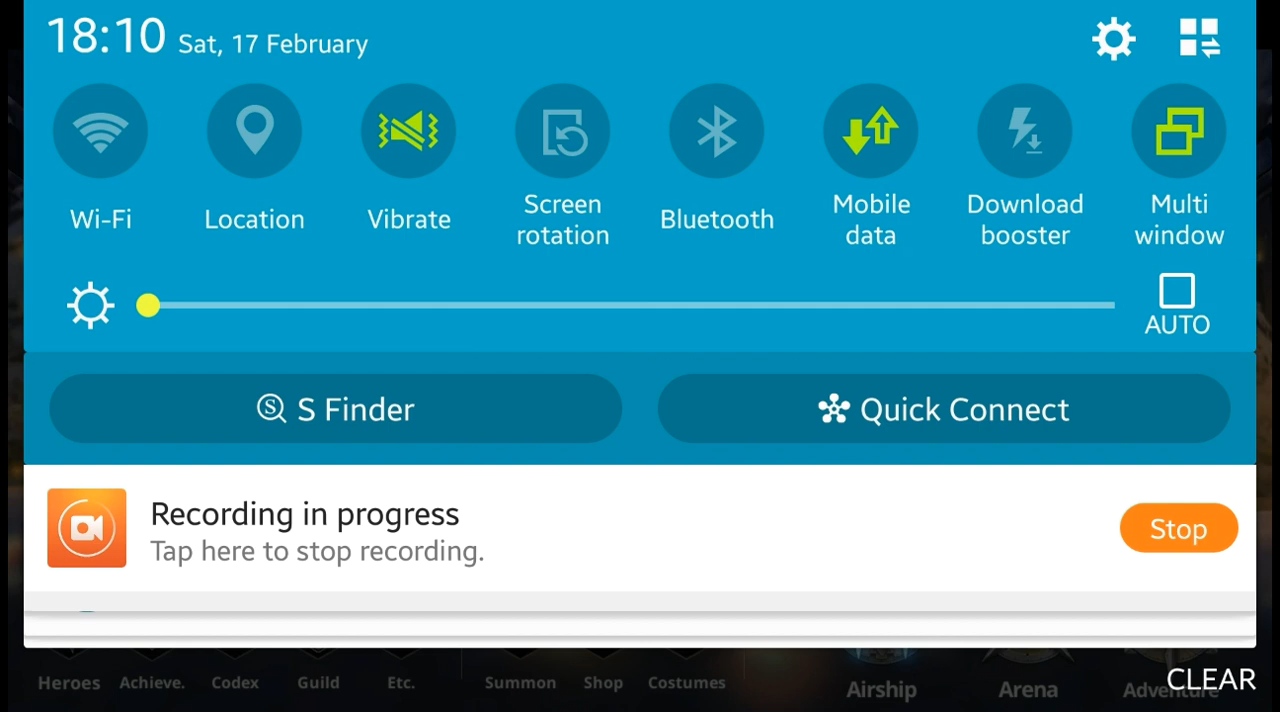 18:10 Sat, 17 February
Wi-Fi
Location
Vibrate
Screen
rotation
Bluetooth
Mobile
data
Download
booster
Multi
window
AUTO
S Finder
Quick Connect
Recording in progress
Tap here to stop recording.
Stop
Heroes
Achieve.
Codex
Guild
Etc.
Summon
Shop
Costumes
Airship
Arena
Adventure
CLEAR